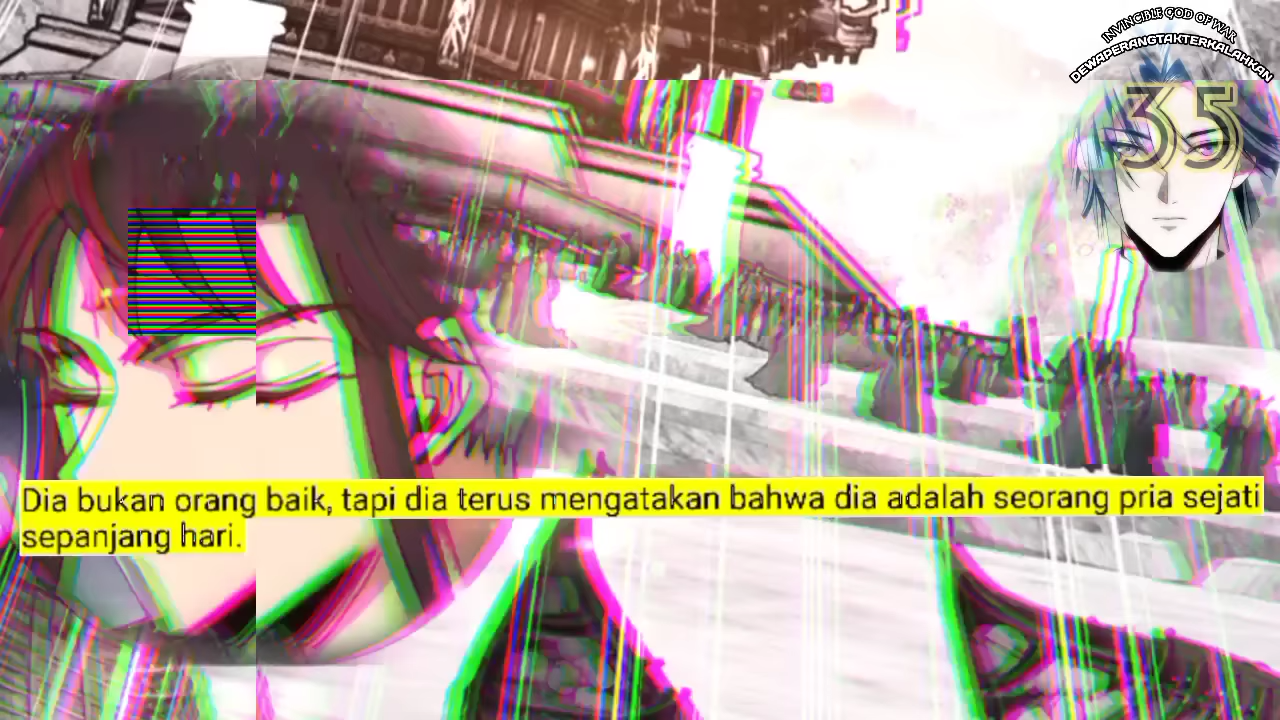 INVINCIBLE GOD OF WAR
DEWAPERANGTAKTERKALAHKAN
35
Dia bukan orang baik, tapi dia terus mengatakan bahwa dia adalah seorang pria sejati
sepanjang hari.